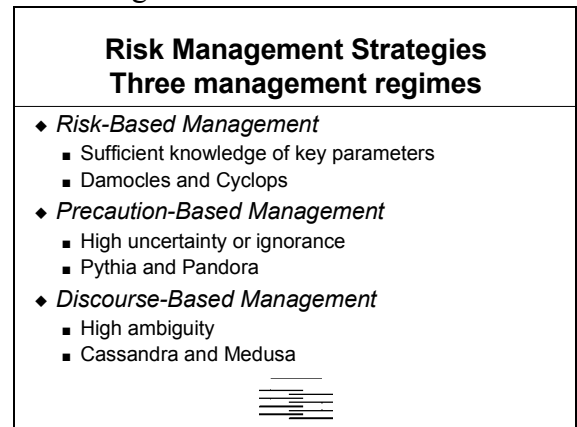 Risk Management Strategies
Three management regimes
◆ Risk-Based Management
■ Sufficient knowledge of key parameters
■ Damocles and Cyclops
◆ Precaution-Based Management
■ High uncertainty or ignorance
■ Pythia and Pandora
◆ Discourse-Based Management
■ High ambiguity
■ Cassandra and Medusa